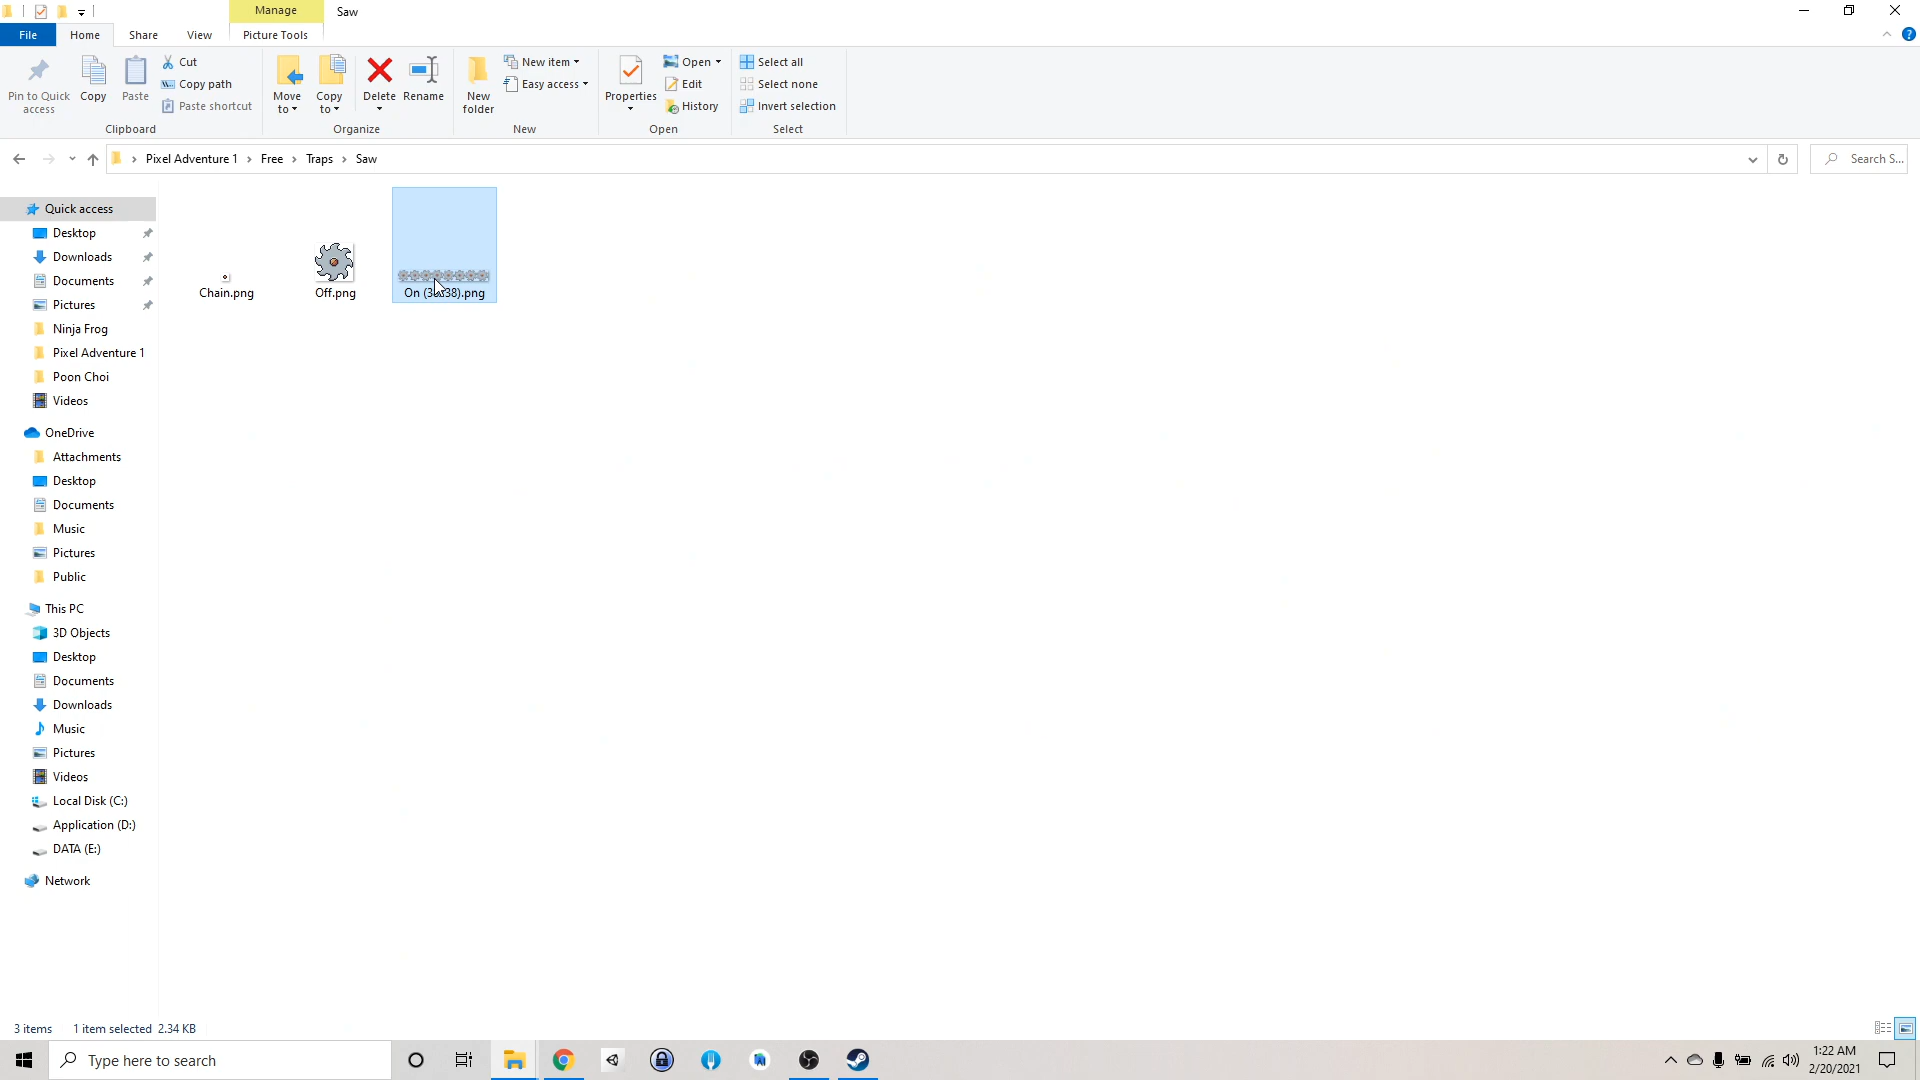 Manage
Saw
File
Home
Share
View
Picture Tools
Pin to Quick
access
Copy
Paste
Cut
Copy path
Paste shortcut
Clipboard
Move
to
Copy
to
Delete
Rename
Organize
New
folder
New item
Easy access
New
Properties
Open
Edit
History
Open
Select all
Select none
Invert selection
Select
Pixel Adventure 1 > Free > Traps > Saw
Search S...
Quick access
Desktop
Downloads
Documents
Pictures
Ninja Frog
Pixel Adventure 1
Poon Choi
Videos
OneDrive
Attachments
Desktop
Documents
Music
Pictures
Public
This PC
3D Objects
Desktop
Documents
Downloads
Music
Pictures
Videos
Local Disk (C:)
Application (D:)
DATA (E:)
Network
Chain.png
Off.png
On (38x38).png
3 items 1 item selected 2.34 KB
Type here to search
1:22 AM
2/20/2021